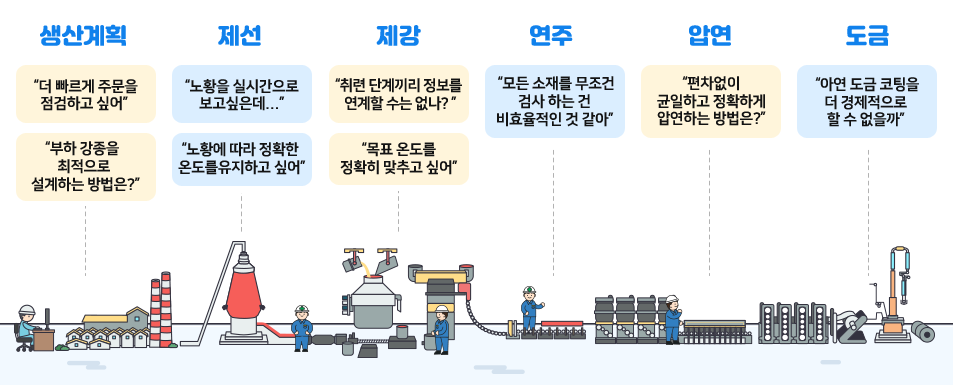 생산계획
제선
제강
연주
압연
도금
“더 빠르게 주문을
점검하고 싶어”
“부하 강종을
최적으로
설계하는 방법은?”
“노황을 실시간으로
보고싶은데...”
“노황에 따라 정확한
온도를유지하고 싶어”
“취련 단계끼리 정보를
연계할 수는 없나? ”
“목표 온도를
정확히 맞추고 싶어”
“모든 소재를 무조건
검사 하는 건
비효율적인 것 같아”
“편차없이
균일하고 정확하게
압연하는 방법은?”
“아연 도금 코팅을
더 경제적으로
할 수 없을까”